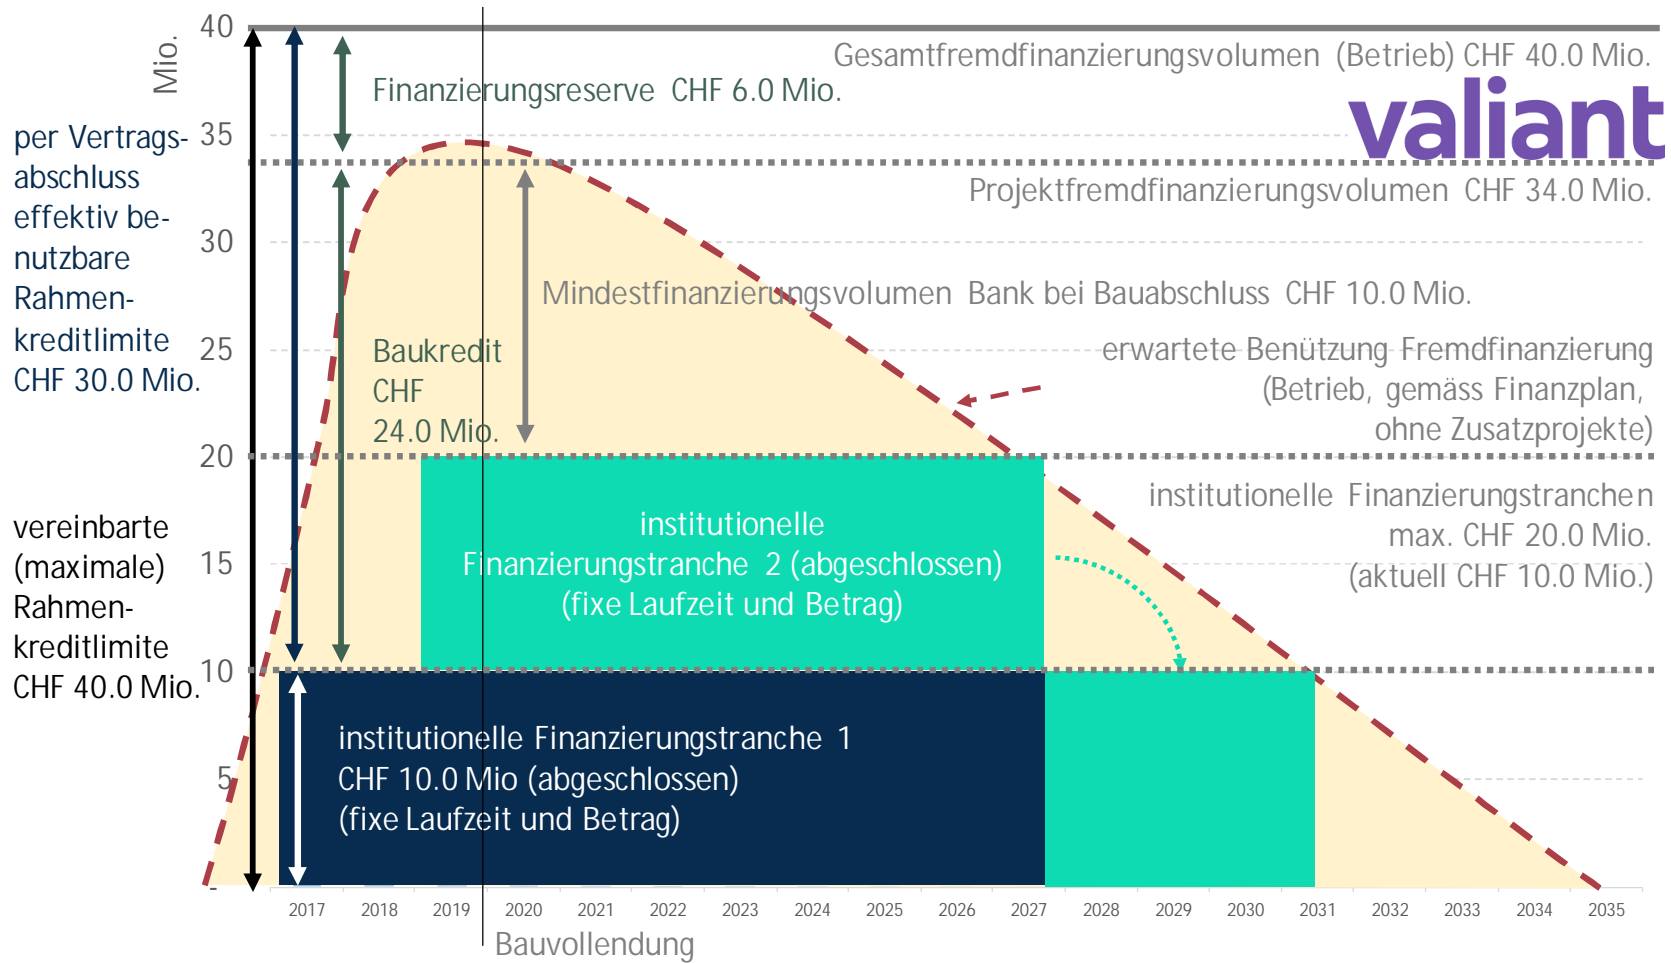 40
Mio.
Gesamtfremdfinanzierungsvolumen (Betrieb) CHF 40.0 Mio.
Finanzierungsreserve CHF 6.0 Mio.
valiant
per Vertrags-
abschluss
effektiv be-
nutzbare
Rahmen-
kreditlimite
CHF 30.0 Mio.
35
Projektfremdfinanzierungsvolumen CHF 34.0 Mio.
30
Mindestfinanzierungsvolumen Bank bei Bauabschluss CHF 10.0 Mio.
25
Baukredit
CHF
24.0 Mio.
erwartete Benützung Fremdfinanzierung
(Betrieb, gemäss Finanzplan,
ohne Zusatzprojekte)
20
institutionelle Finanzierungstranchen
max. CHF 20.0 Mio.
(aktuell CHF 10.0 Mio.)
vereinbarte
(maximale)
Rahmen-
kreditlimite
CHF 40.0 Mio.
institutionelle
Finanzierungstranche 2 (abgeschlossen)
(fixe Laufzeit und Betrag)
15
10
institutionelle Finanzierungstranche 1
CHF 10.0 Mio (abgeschlossen)
(fixe Laufzeit und Betrag)
5
-
2017 2018 2019 2020 2021 2022 2023 2024 2025 2026 2027 2028 2029 2030 2031 2032 2033 2034 2035
Bauvollendung